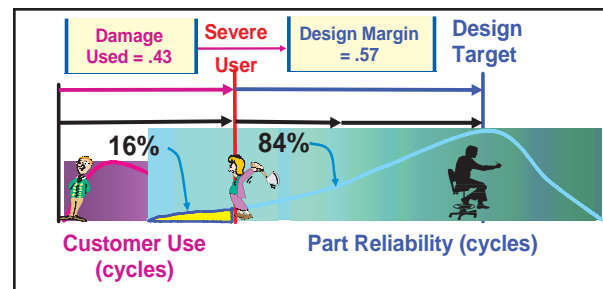 Damage
Used = .43
Severe
User
Design Margin
= .57
Design
Target
16%
84%
Customer Use
(cycles)
Part Reliability (cycles)